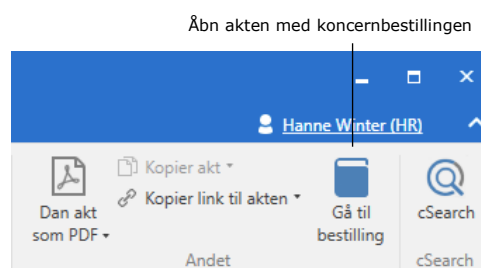 Åbn akten med koncernbestillingen
Hanne Winter (HR)
Dan akt
som PDF
Kopier akt
Kopier link til akten
Gå til
bestilling
cSearch
Andet
cSearch